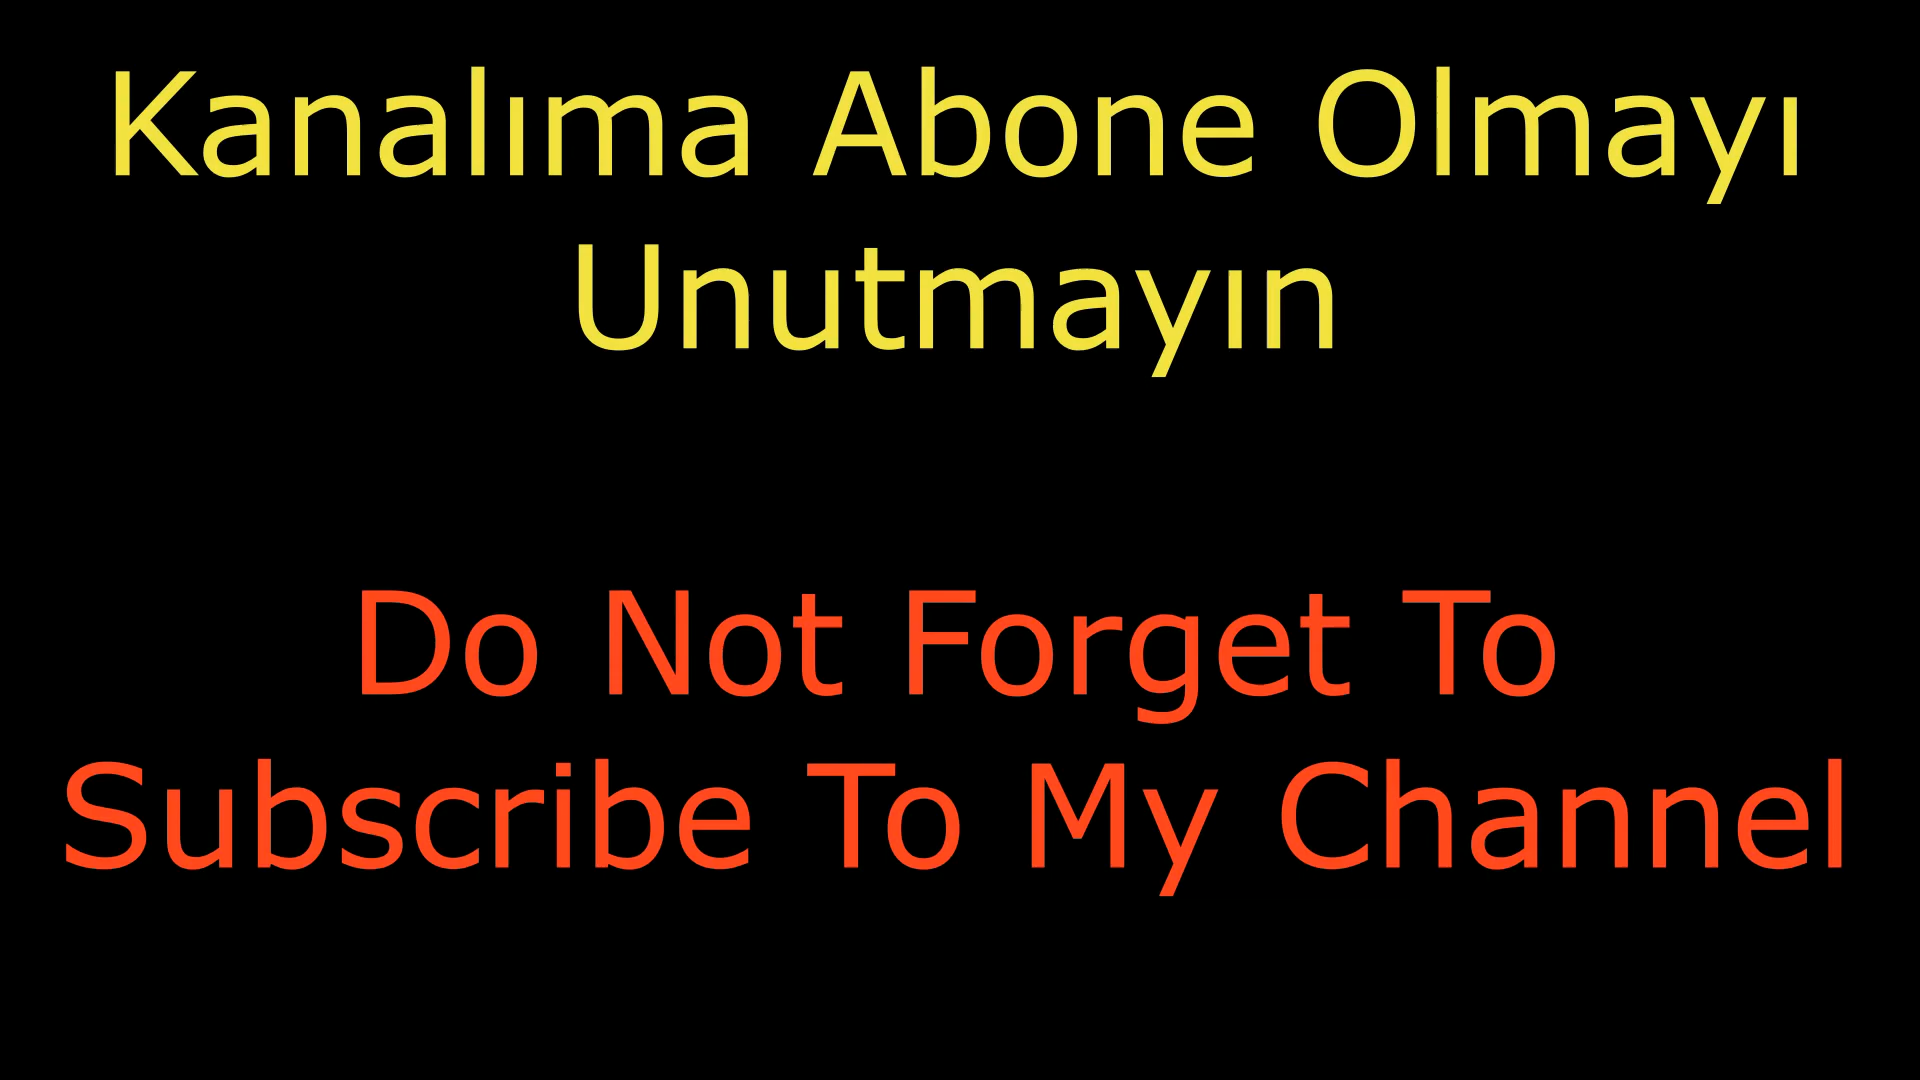 Kanalıma Abone Olmayı
Unutmayın
Do Not Forget To
Subscribe To My Channel